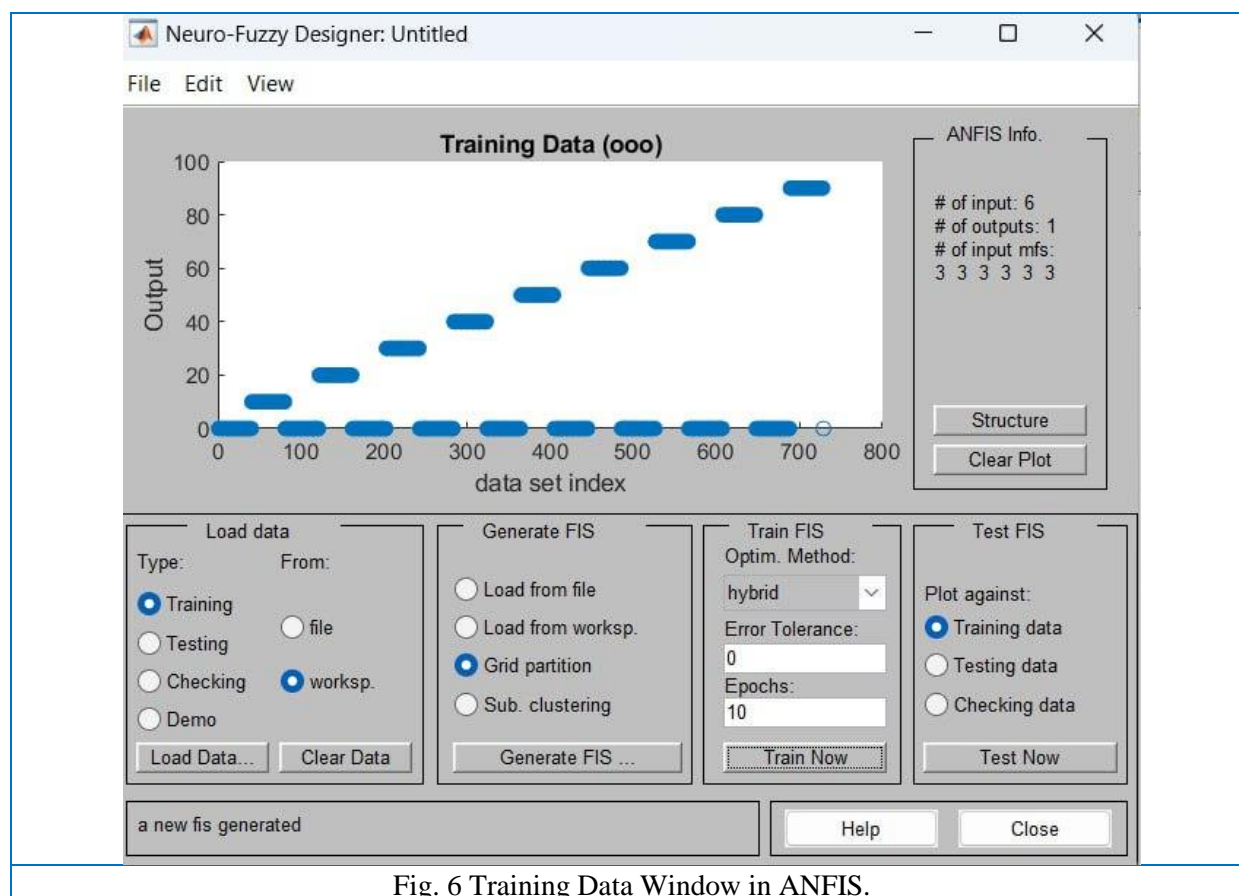 Neuro-Fuzzy Designer: Untitled
File Edit View
Training Data (ooo)
100
80
60
40
20
0
Output
0 100 200 300 400 500 600 700 800
data set index
ANFIS Info.
# of input: 6
# of outputs: 1
# of input mfs:
3 3 3 3 3 3
Structure
Clear Plot
Load data
Type: From:
Training
Testing
Checking
Demo
file
worksp.
Load Data... Clear Data
Generate FIS
Load from file
Load from worksp.
Grid partition
Sub. clustering
Generate FIS ...
Train FIS
Optim. Method:
hybrid
Error Tolerance:
0
Epochs:
10
Train Now
Test FIS
Plot against:
Training data
Testing data
Checking data
Test Now
a new fis generated
Help Close
Fig. 6 Training Data Window in ANFIS.